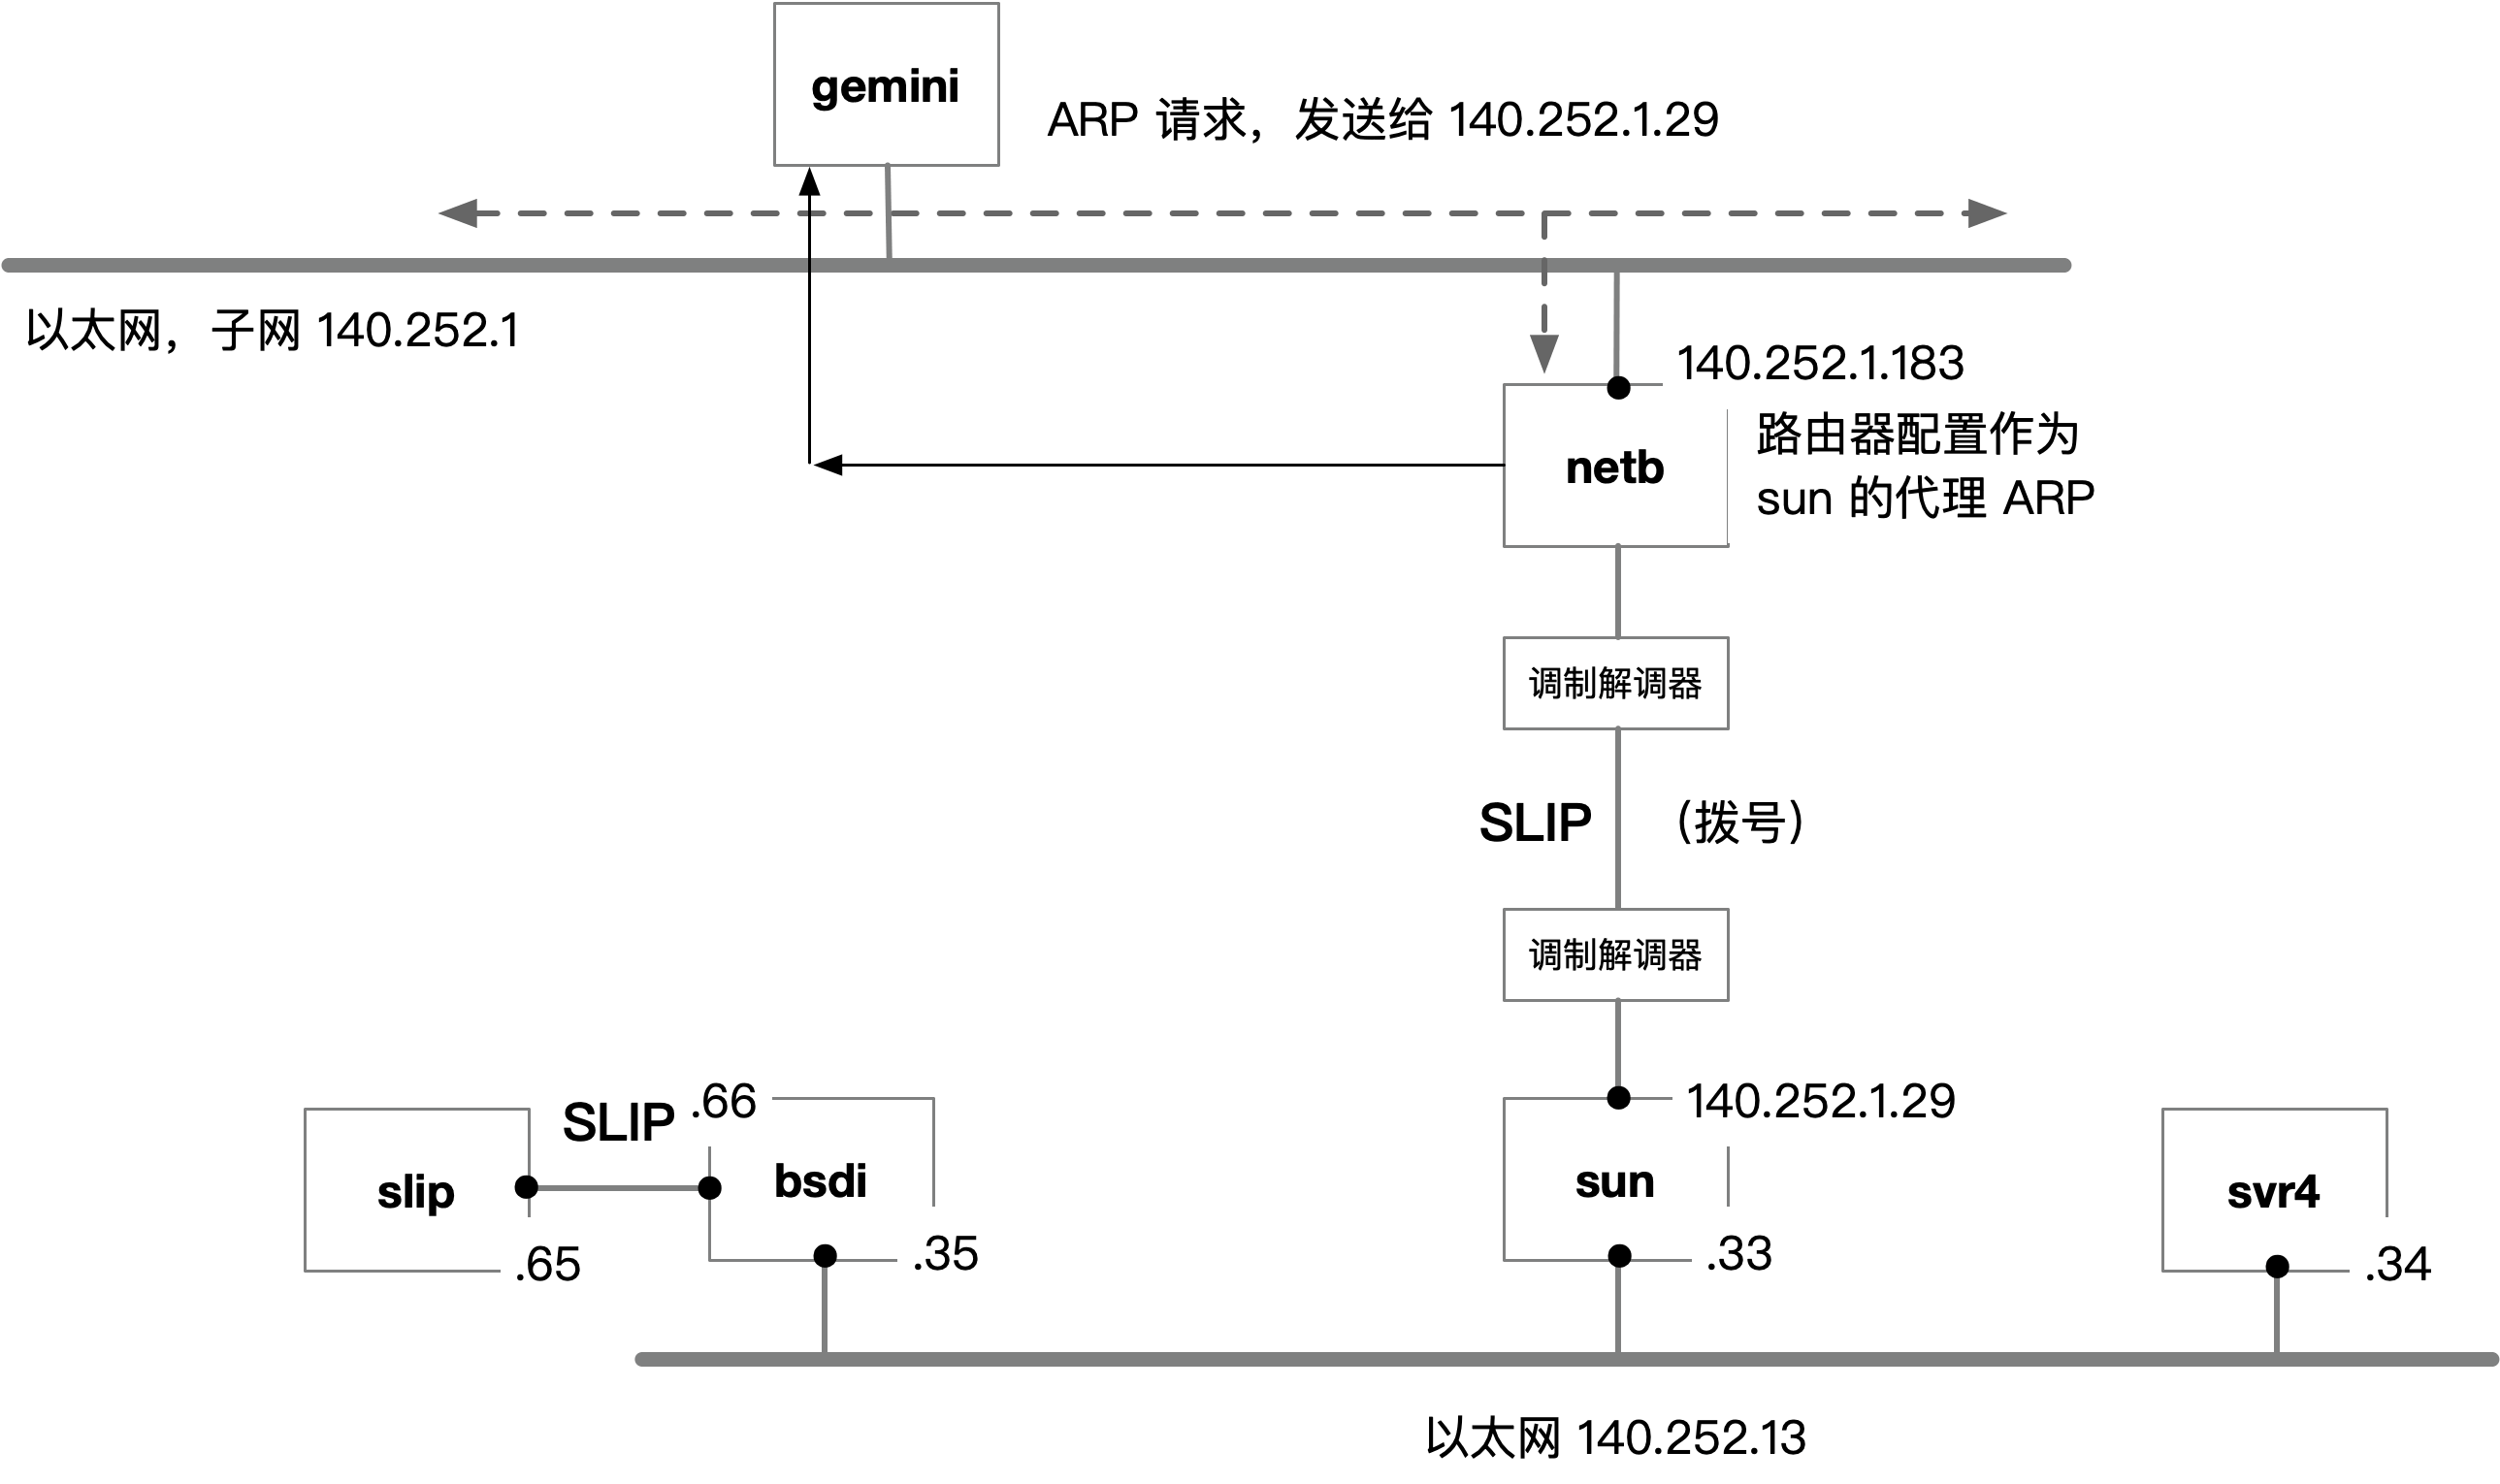 gemini
ARP 请求，发送给 140.252.1.29
以太网，子网 140.252.1
140.252.1.183
路由器配置作为
netb
sun 的代理 ARP
调制解调器
SLIP
(拨号)
调制解调器
SLIP
.66
140.252.1.29
slip
bsdi
sun
svr4
.65
.35
.33
.34
以太网 140.252.13